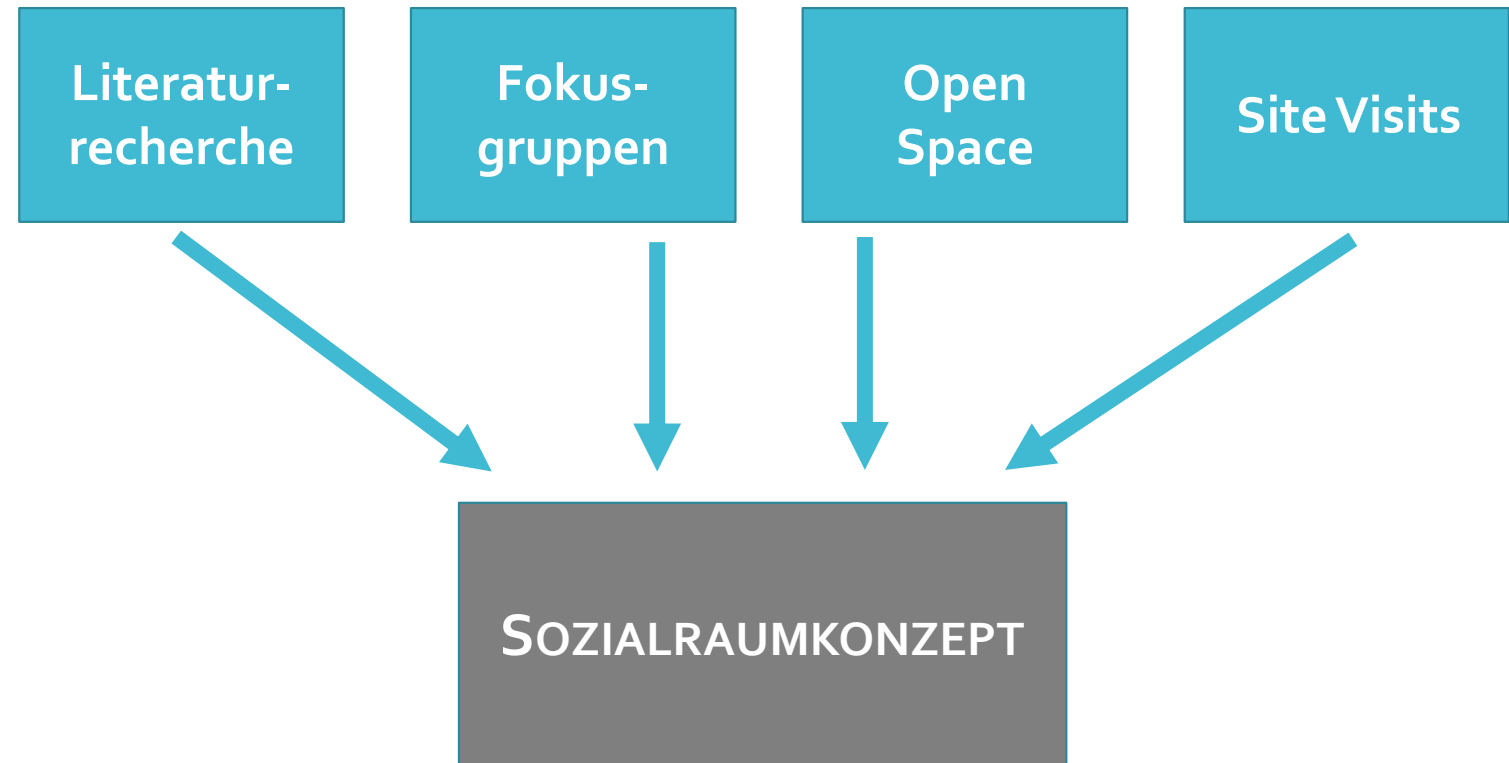 Literatur-
recherche
Fokus-
gruppen
Open
Space
Site Visits
SOZIALRAUMKONZEPT